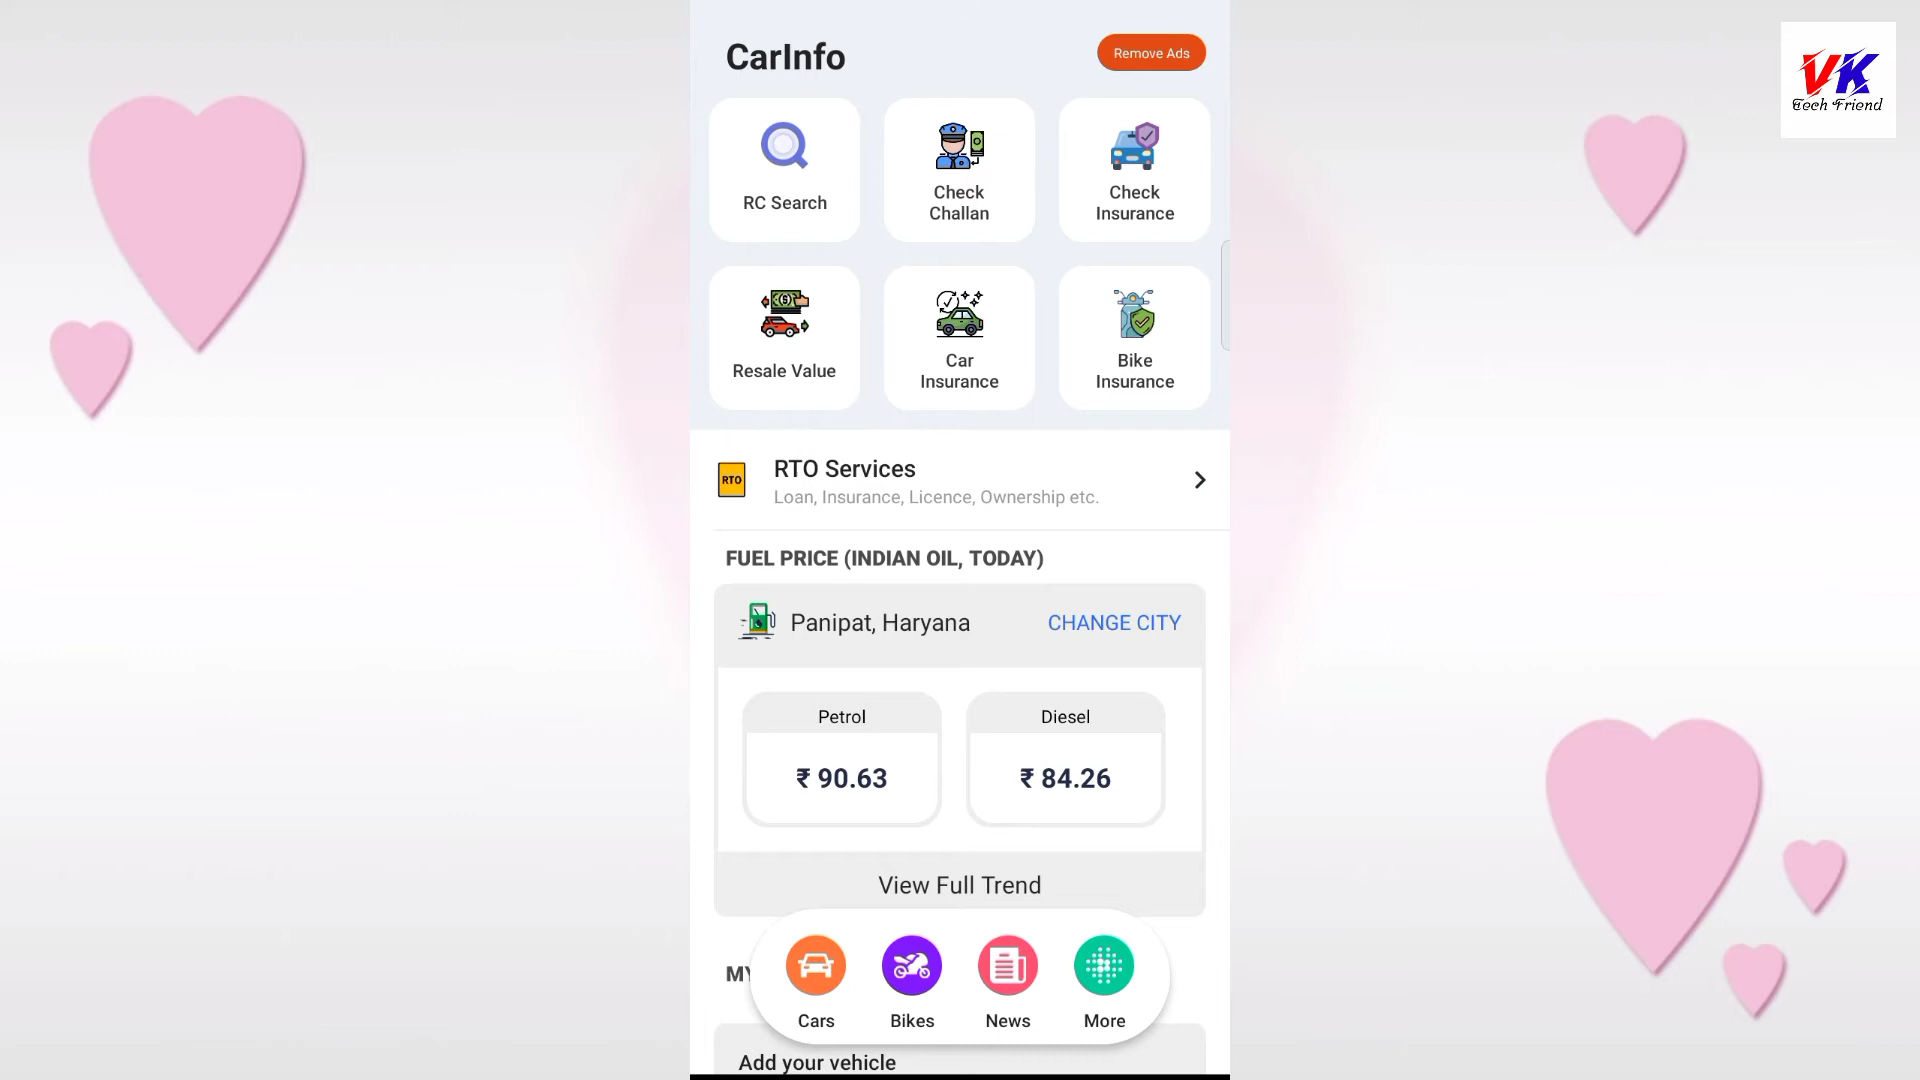 CarInfo
Remove Ads
VK
Tech Friend
RC Search
Check
Challan
Check
Insurance
Resale Value
Car
Insurance
Bike
Insurance
RTO
RTO Services
Loan, Insurance, Licence, Ownership etc.
FUEL PRICE (INDIAN OIL, TODAY)
Panipat, Haryana
CHANGE CITY
Petrol
Diesel
₹ 90.63
₹ 84.26
View Full Trend
MY
Cars
Bikes
News
More
Add your vehicle